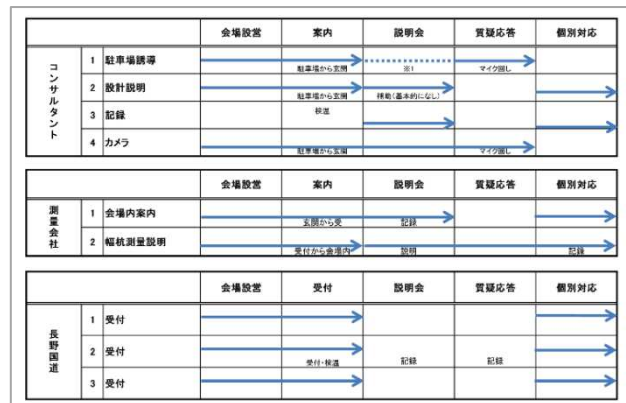 会場設営 案内 説明会 質疑応答 個別対応
コンサルタント
1 駐車場誘導
駐車場から玄関 ※1 マイク回し
2 設計説明
駐車場から玄関 補助(基本的になし)
3 記録
検温
4 カメラ
駐車場から玄関 マイク回し
会場設営 案内 説明会 質疑応答 個別対応
測量会社
1 会場内案内
玄関から受 記録
2 幅杭測量説明
受付から会場内 説明 記録
会場設営 受付 説明会 質疑応答 個別対応
長野国道
1 受付
2 受付
受付・検温 記録 記録
3 受付